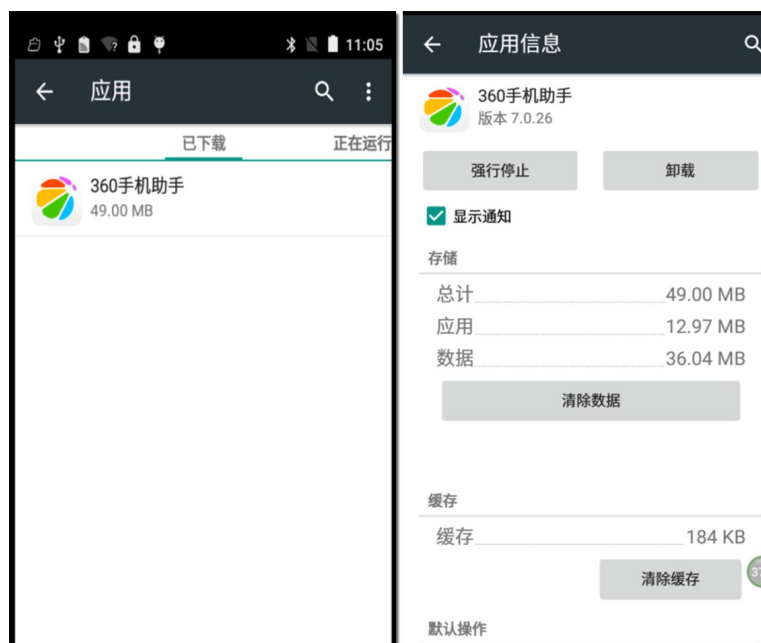 11:05
应用
已下载
正在运行
360手机助手
49.00 MB
应用信息
360手机助手
版本 7.0.26
强行停止
卸载
显示通知
存储
总计 49.00 MB
应用 12.97 MB
数据 36.04 MB
清除数据
缓存
缓存 184 KB
清除缓存
默认操作